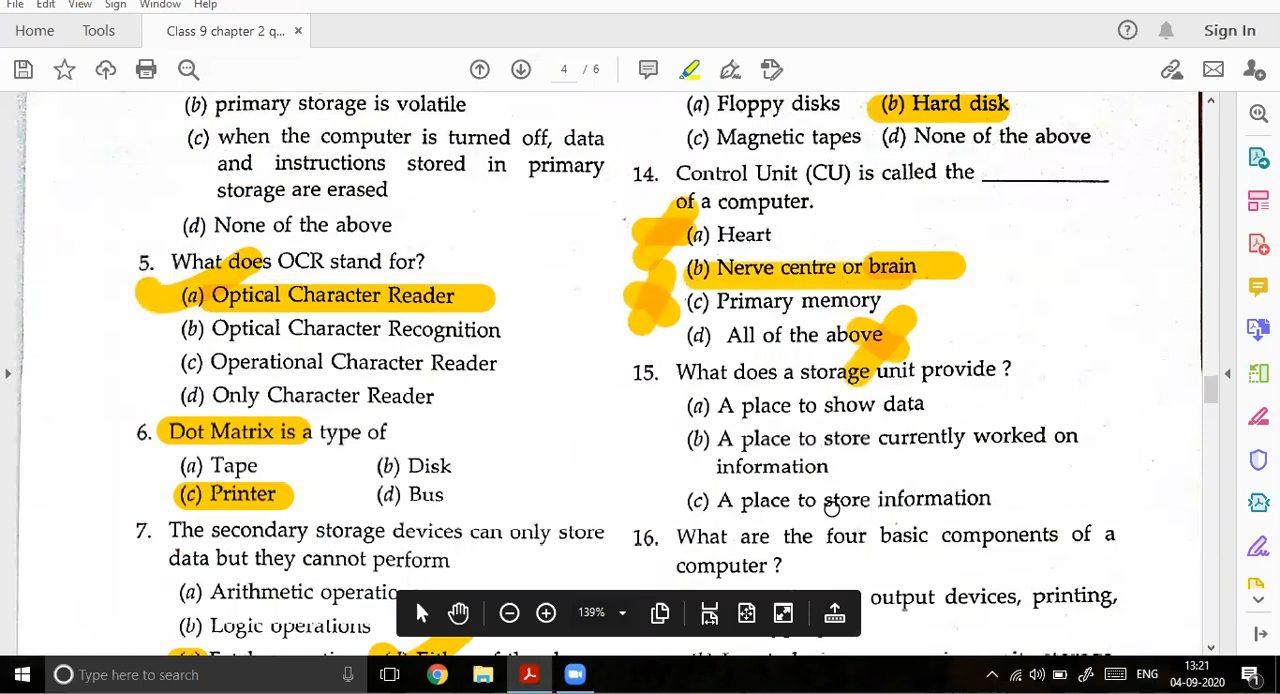 File Edit View Sign Window Help
Home Tools Class 9 chapter 2 q... × Sign In
4 / 6
(b) primary storage is volatile
(c) when the computer is turned off, data
and instructions stored in primary
storage are erased
(d) None of the above
5. What does OCR stand for?
(a) Optical Character Reader
(b) Optical Character Recognition
(c) Operational Character Reader
(d) Only Character Reader
6. Dot Matrix is a type of
(a) Tape (b) Disk
(c) Printer (d) Bus
7. The secondary storage devices can only store
data but they cannot perform
(a) Arithmetic
(b) Logic operations
(a) Floppy disks (b) Hard disk
(c) Magnetic tapes (d) None of the above
14. Control Unit (CU) is called the __________
of a computer.
(a) Heart
(b) Nerve centre or brain
(c) Primary memory
(d) All of the above
15. What does a storage unit provide ?
(a) A place to show data
(b) A place to store currently worked on
information
(c) A place to store information
16. What are the four basic components of a
computer ?
output devices, printing,
139%
Type here to search
ENG
13:21
04-09-2020